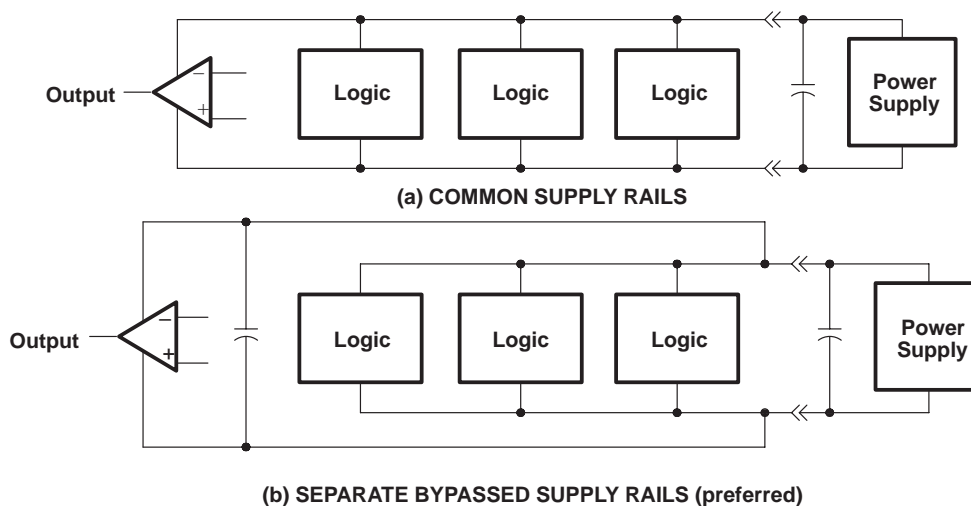 Output
−
+
Logic
Logic
Logic
Power
Supply
(a) COMMON SUPPLY RAILS
Output
−
+
Logic
Logic
Logic
Power
Supply
(b) SEPARATE BYPASSED SUPPLY RAILS (preferred)